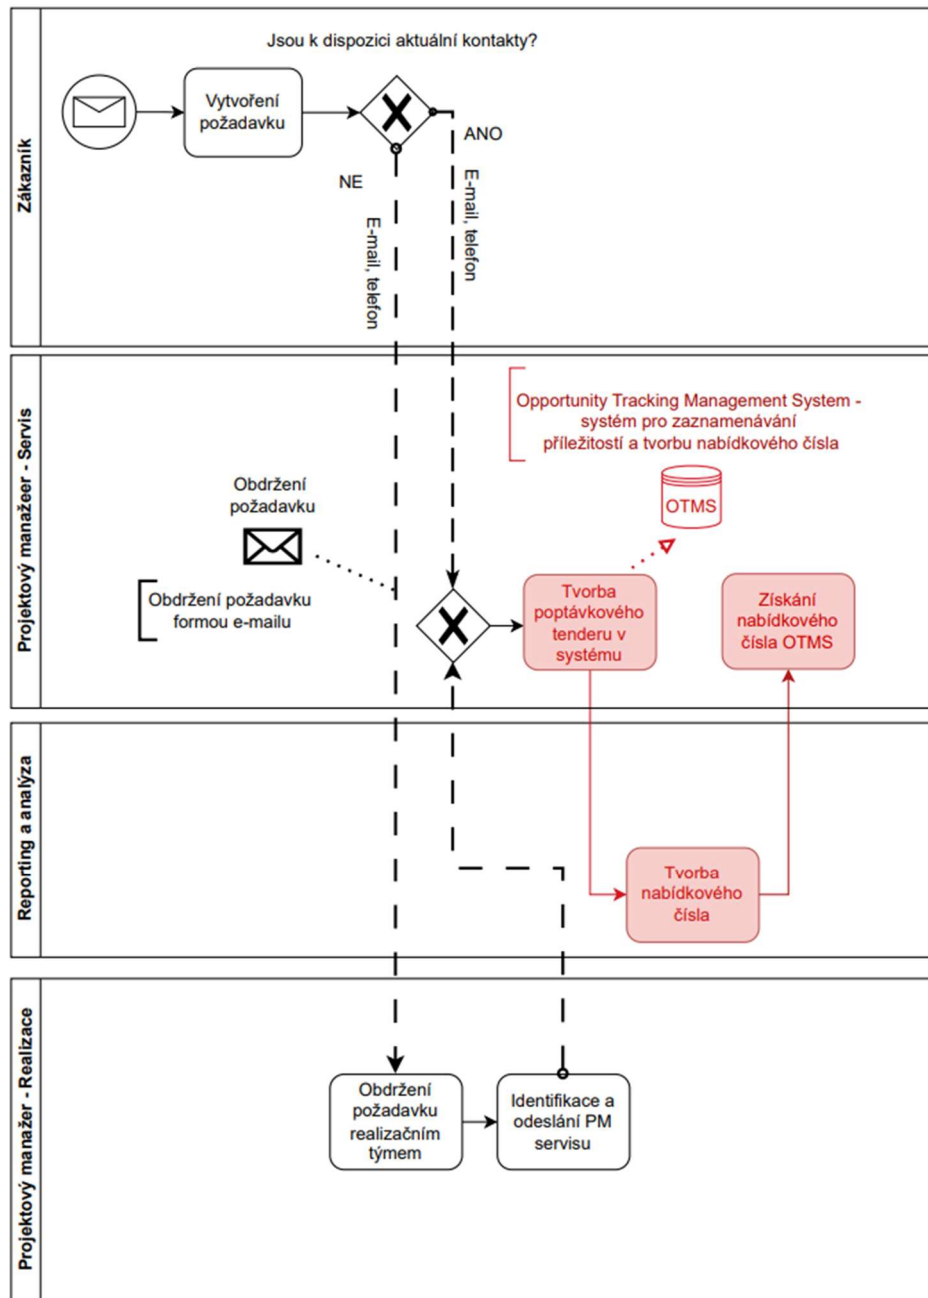 Zákazník
Jsou k dispozici aktuální kontakty?
Vytvoření
požadavku
ANO
NE
E-mail, telefon
E-mail, telefon
Projektový manažeer - Servis
Opportunity Tracking Management System -
systém pro zaznamenávání
příležitostí a tvorbu nabídkového čísla
OTMS
Obdržení
požadavku
Obdržení požadavku
formou e-mailu
Tvorba
poptávkového
tenderu v
systému
Získání
nabídkového
čísla OTMS
Reporting a analýza
Tvorba
nabídkového
čísla
Projektový manažer - Realizace
Obdržení
požadavku
realizačním
týmem
Identifikace a
odeslání PM
servisu